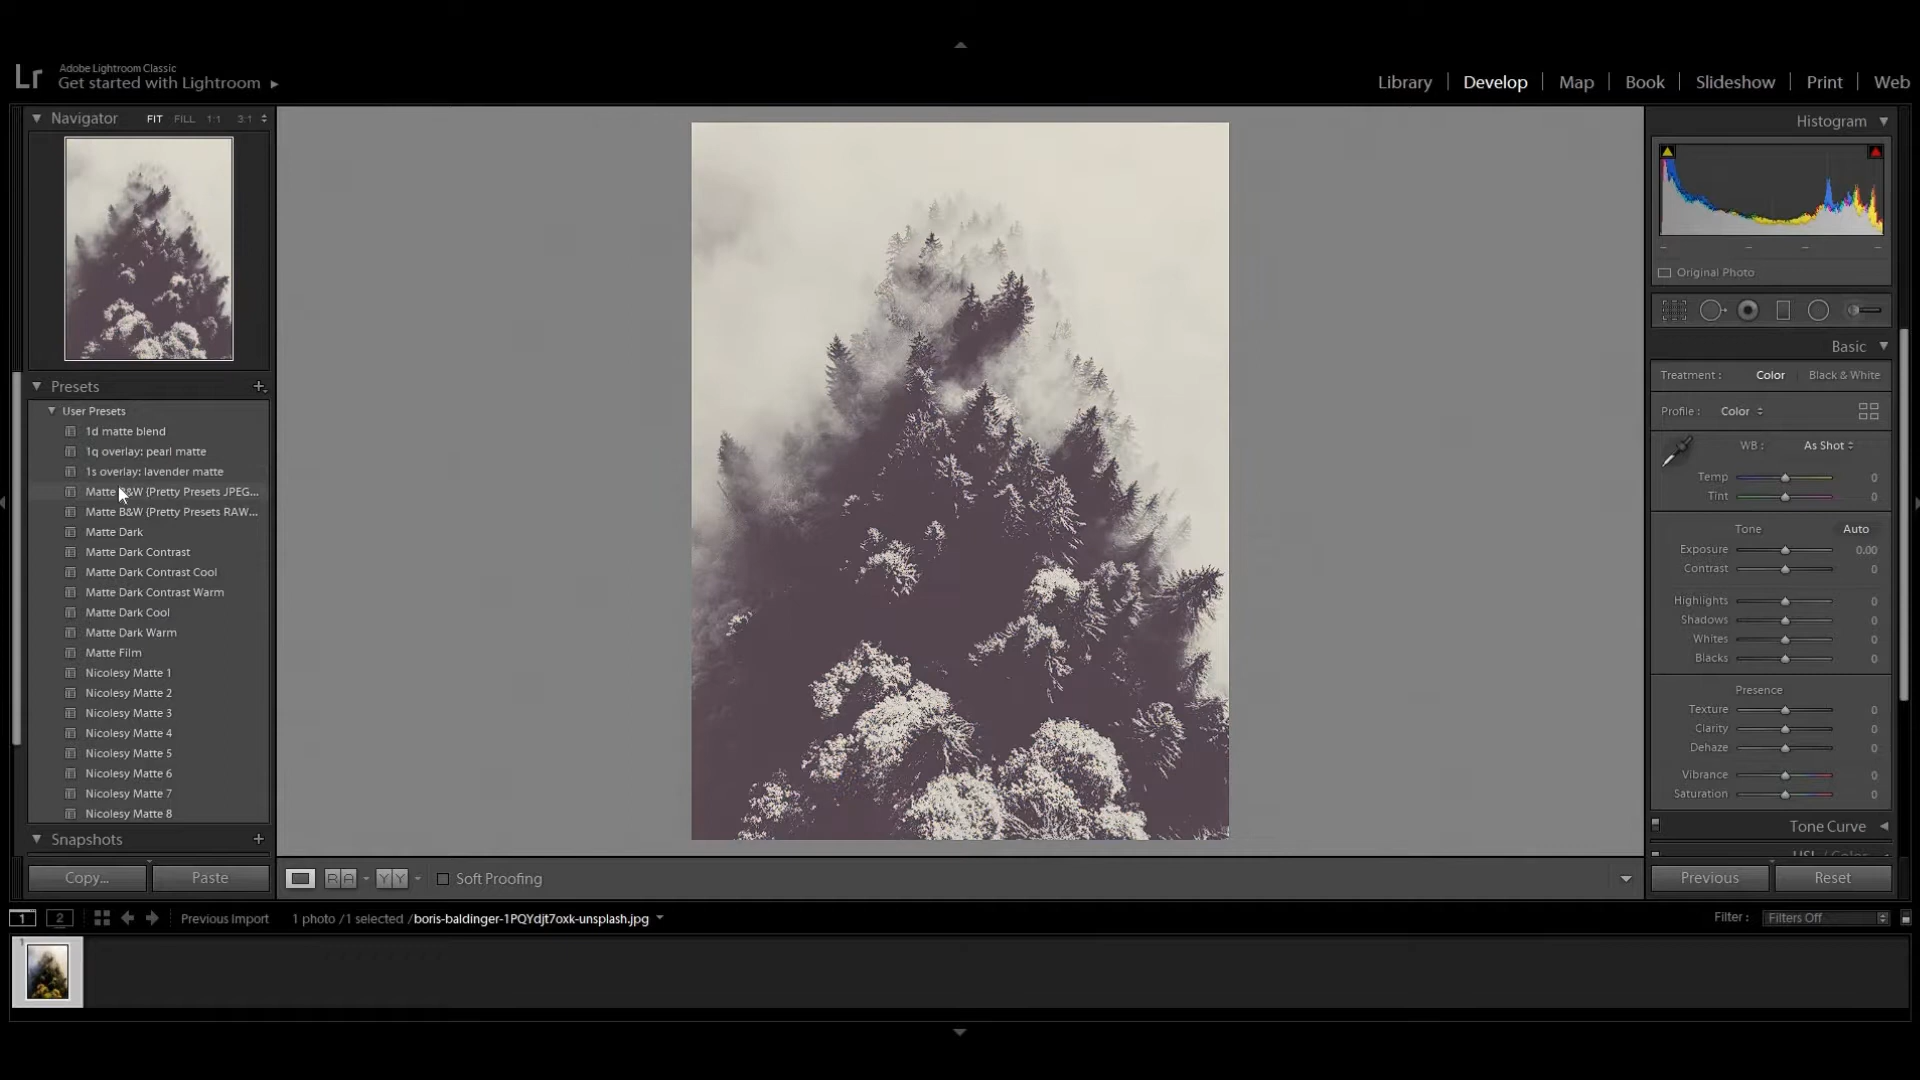 Lr
Adobe Lightroom Classic
Get started with Lightroom
Library | Develop | Map | Book | Slideshow | Print | Web
Navigator FIT FILL 1:1 3:1
Presets +
User Presets
1d matte blend
1q overlay: pearl matte
1s overlay: lavender matte
Matte B&W {Pretty Presets JPEG...
Matte B&W {Pretty Presets RAW...
Matte Dark
Matte Dark Contrast
Matte Dark Contrast Cool
Matte Dark Contrast Warm
Matte Dark Cool
Matte Dark Warm
Matte Film
Nicolesy Matte 1
Nicolesy Matte 2
Nicolesy Matte 3
Nicolesy Matte 4
Nicolesy Matte 5
Nicolesy Matte 6
Nicolesy Matte 7
Nicolesy Matte 8
Snapshots +
Copy... Paste
Histogram
Original Photo
Basic
Treatment : Color Black & White
Profile : Color
WB : As Shot
Temp 0
Tint 0
Tone Auto
Exposure 0.00
Contrast 0
Highlights 0
Shadows 0
Whites 0
Blacks 0
Presence
Texture 0
Clarity 0
Dehaze 0
Vibrance 0
Saturation 0
Tone Curve
HSL / Color
Previous Reset
R A Y Y Soft Proofing
1 2 Previous Import 1 photo /1 selected /boris-baldinger-1PQYdjt7oxk-unsplash.jpg
Filter : Filters Off
1